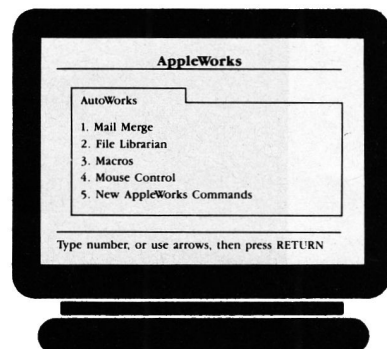 AppleWorks
AutoWorks
1. Mail Merge
2. File Librarian
3. Macros
4. Mouse Control
5. New AppleWorks Commands
Type number, or use arrows, then press RETURN